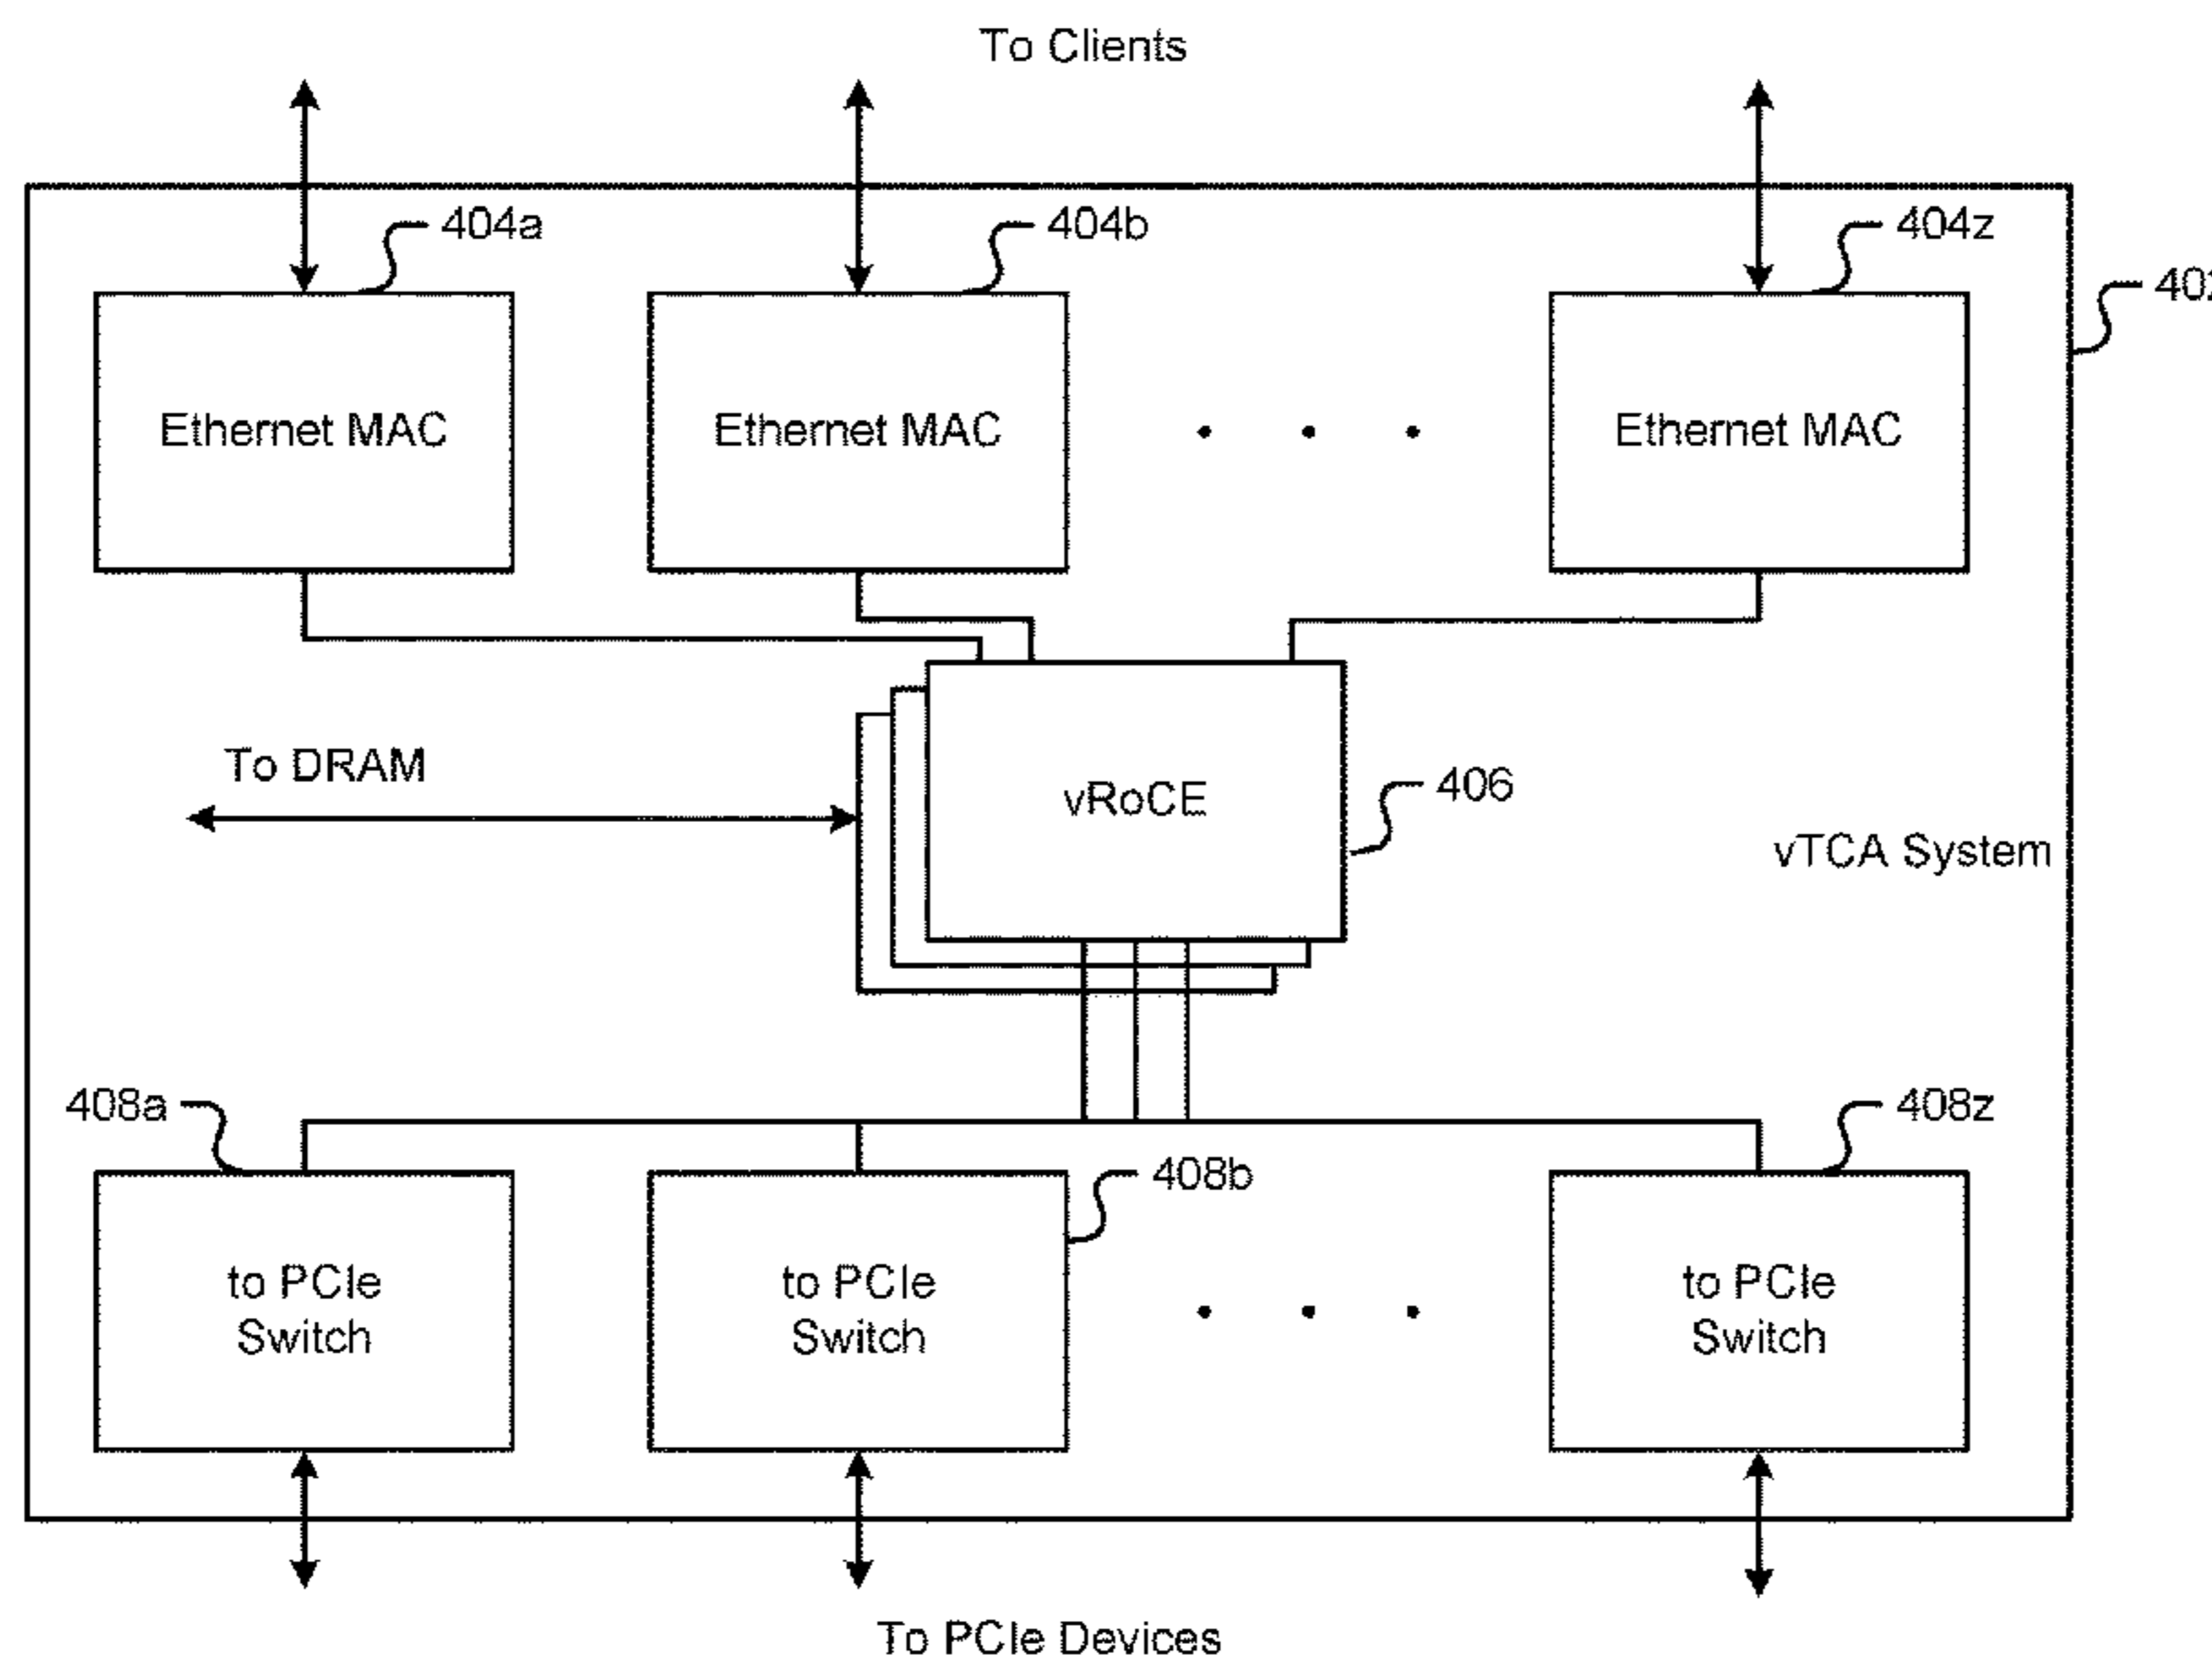 To Clients
404a
404b
404z
Ethernet MAC
Ethernet MAC
Ethernet MAC
To DRAM
vRoCE
406
vTCA System
408a
408z
408b
to PCIe
Switch
to PCIe
Switch
to PCIe
Switch
To PCIe Devices